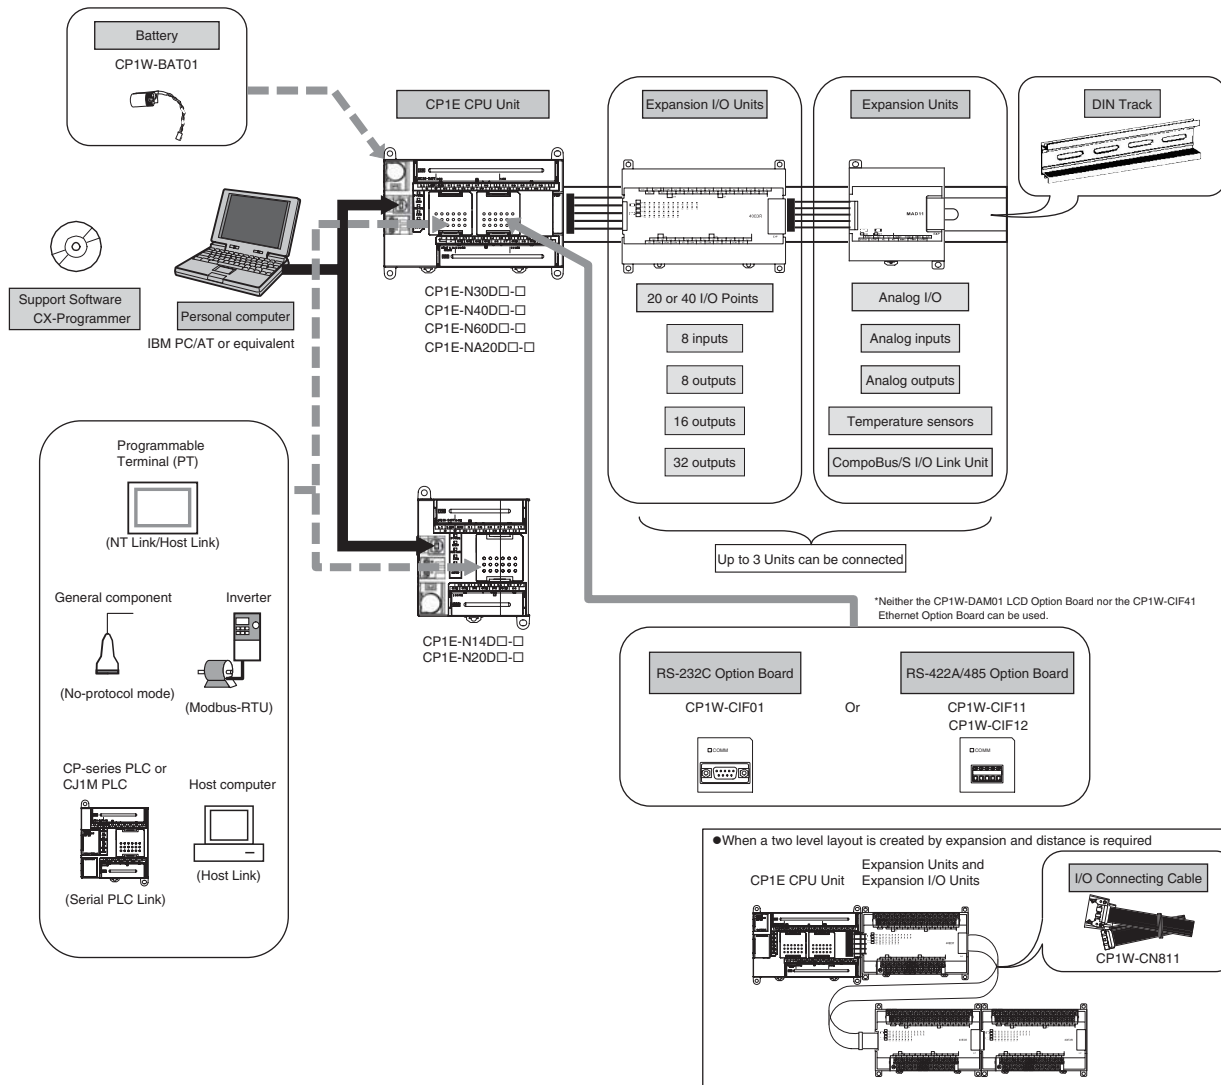 Battery
CP1W-BAT01
CP1E CPU Unit
Expansion I/O Units
Expansion Units
DIN Track
MAD11
40EDR
Support Software
CX-Programmer
Personal computer
IBM PC/AT or equivalent
CP1E-N30D□-□
CP1E-N40D□-□
CP1E-N60D□-□
CP1E-NA20D□-□
20 or 40 I/O Points
8 inputs
8 outputs
16 outputs
32 outputs
Analog I/O
Analog inputs
Analog outputs
Temperature sensors
CompoBus/S I/O Link Unit
Up to 3 Units can be connected
Programmable
Terminal (PT)
(NT Link/Host Link)
General component
(No-protocol mode)
Inverter
(Modbus-RTU)
CP-series PLC or
CJ1M PLC
(Serial PLC Link)
Host computer
(Host Link)
CP1E-N14D□-□
CP1E-N20D□-□
*Neither the CP1W-DAM01 LCD Option Board nor the CP1W-CIF41
Ethernet Option Board can be used.
RS-232C Option Board
CP1W-CIF01
COMM
Or
RS-422A/485 Option Board
CP1W-CIF11
CP1W-CIF12
COMM
●When a two level layout is created by expansion and distance is required
CP1E CPU Unit
Expansion Units and
Expansion I/O Units
I/O Connecting Cable
CP1W-CN811